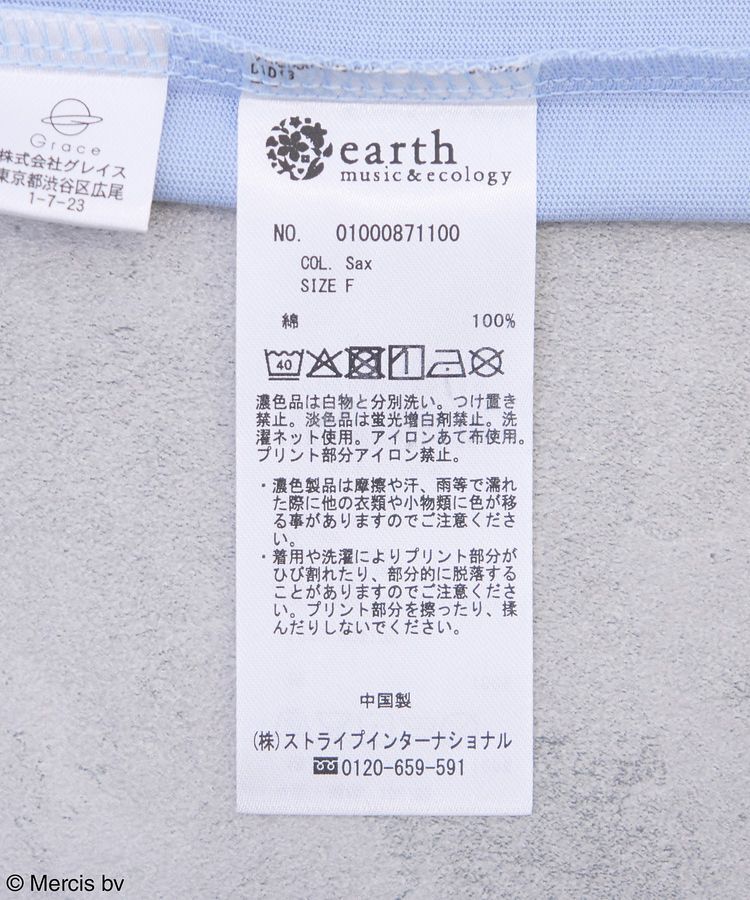 Grace
株式会社グレイス
東京都渋谷区広尾
1-7-23
earth
music&ecology
NO. 01000871100
COL. Sax
SIZE F
綿 100%
40
濃色品は白物と分別洗い。つけ置き
禁止。淡色品は蛍光増白剤禁止。洗
濯ネット使用。アイロンあて布使用。
プリント部分アイロン禁止。
・濃色製品は摩擦や汗、雨等で濡れ
た際に他の衣類や小物類に色が移
る事がありますのでご注意くださ
い。
・着用や洗濯によりプリント部分が
ひび割れたり、部分的に脱落する
ことがありますのでご注意くださ
い。プリント部分を擦ったり、揉
んだりしないでください。
中国製
(株)ストライプインターナショナル
0120-659-591
© Mercis bv